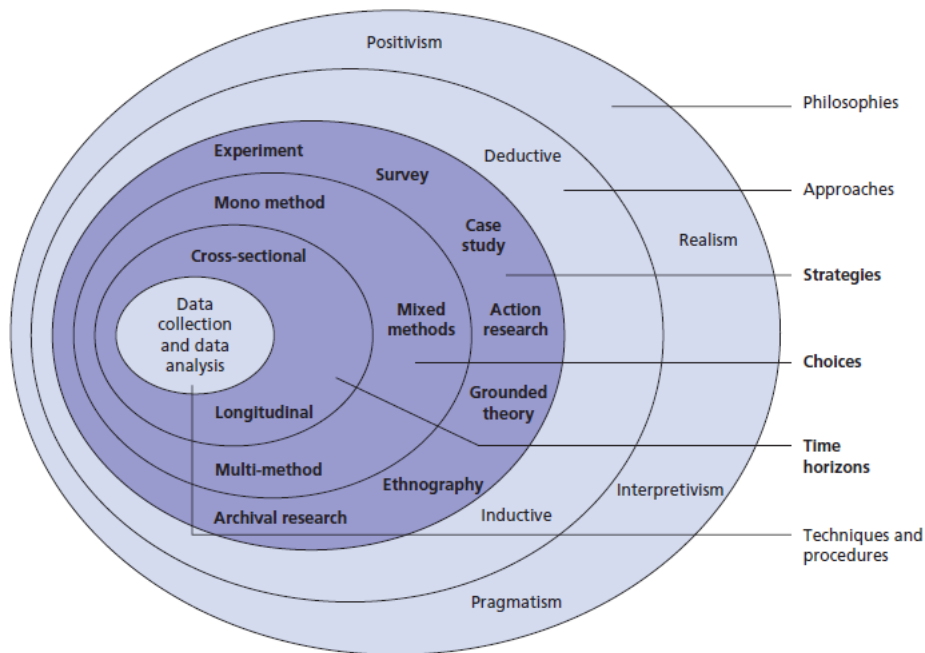 Positivism
Philosophies
Experiment
Deductive
Survey
Approaches
Mono method
Case
study
Realism
Cross-sectional
Strategies
Data
collection
and data
analysis
Mixed
methods
Action
research
Choices
Grounded
theory
Longitudinal
Time
horizons
Multi-method
Ethnography
Interpretivism
Archival research
Inductive
Techniques and
procedures
Pragmatism